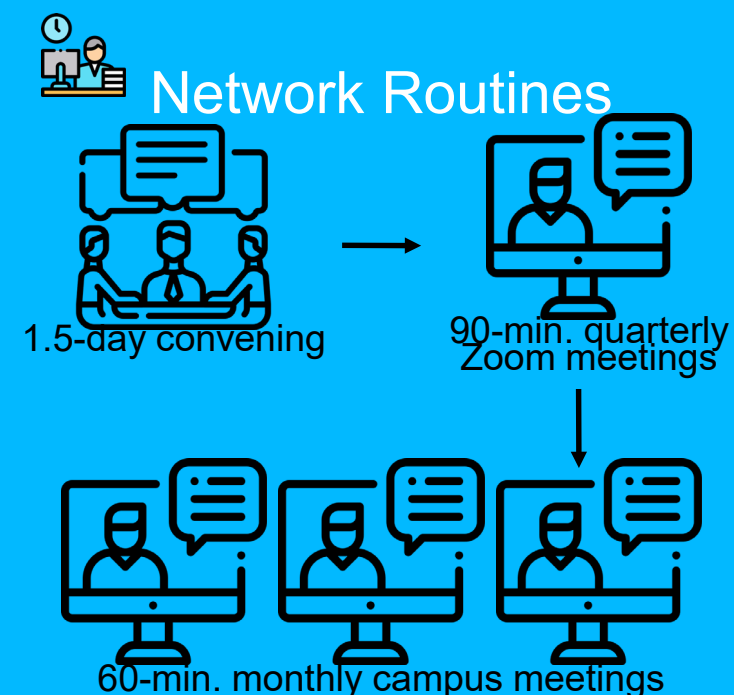 Network Routines
1.5-day convening
90-min. quarterly
Zoom meetings
60-min. monthly campus meetings